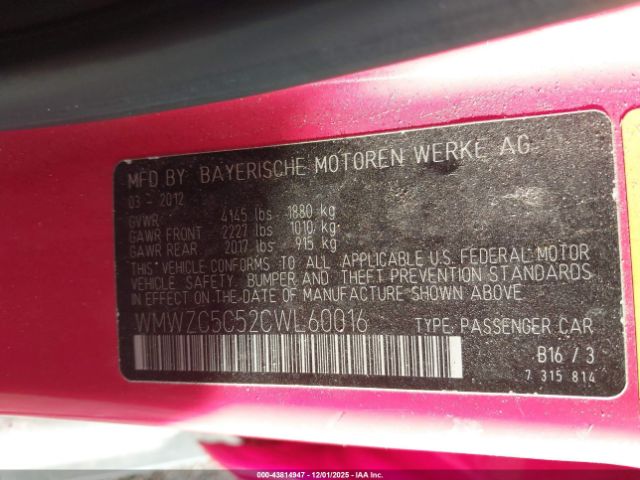 MFD BY BAYERISCHE MOTOREN WERKE AG
03 - 2012
GVWR 4145 lbs 1880 kg
GAWR FRONT 2227 lbs 1010 kg
GAWR REAR 2017 lbs 915 kg
THIS VEHICLE CONFORMS TO ALL APPLICABLE U.S. FEDERAL MOTOR
VEHICLE SAFETY, BUMPER AND THEFT PREVENTION STANDARDS
IN EFFECT ON THE DATE OF MANUFACTURE SHOWN ABOVE.
WMWZC5C52CWL60016 TYPE: PASSENGER CAR
B16 / 3
7 315 814
000-43814947 - 12/01/2025 - COPYRIGHT IAA, LLC